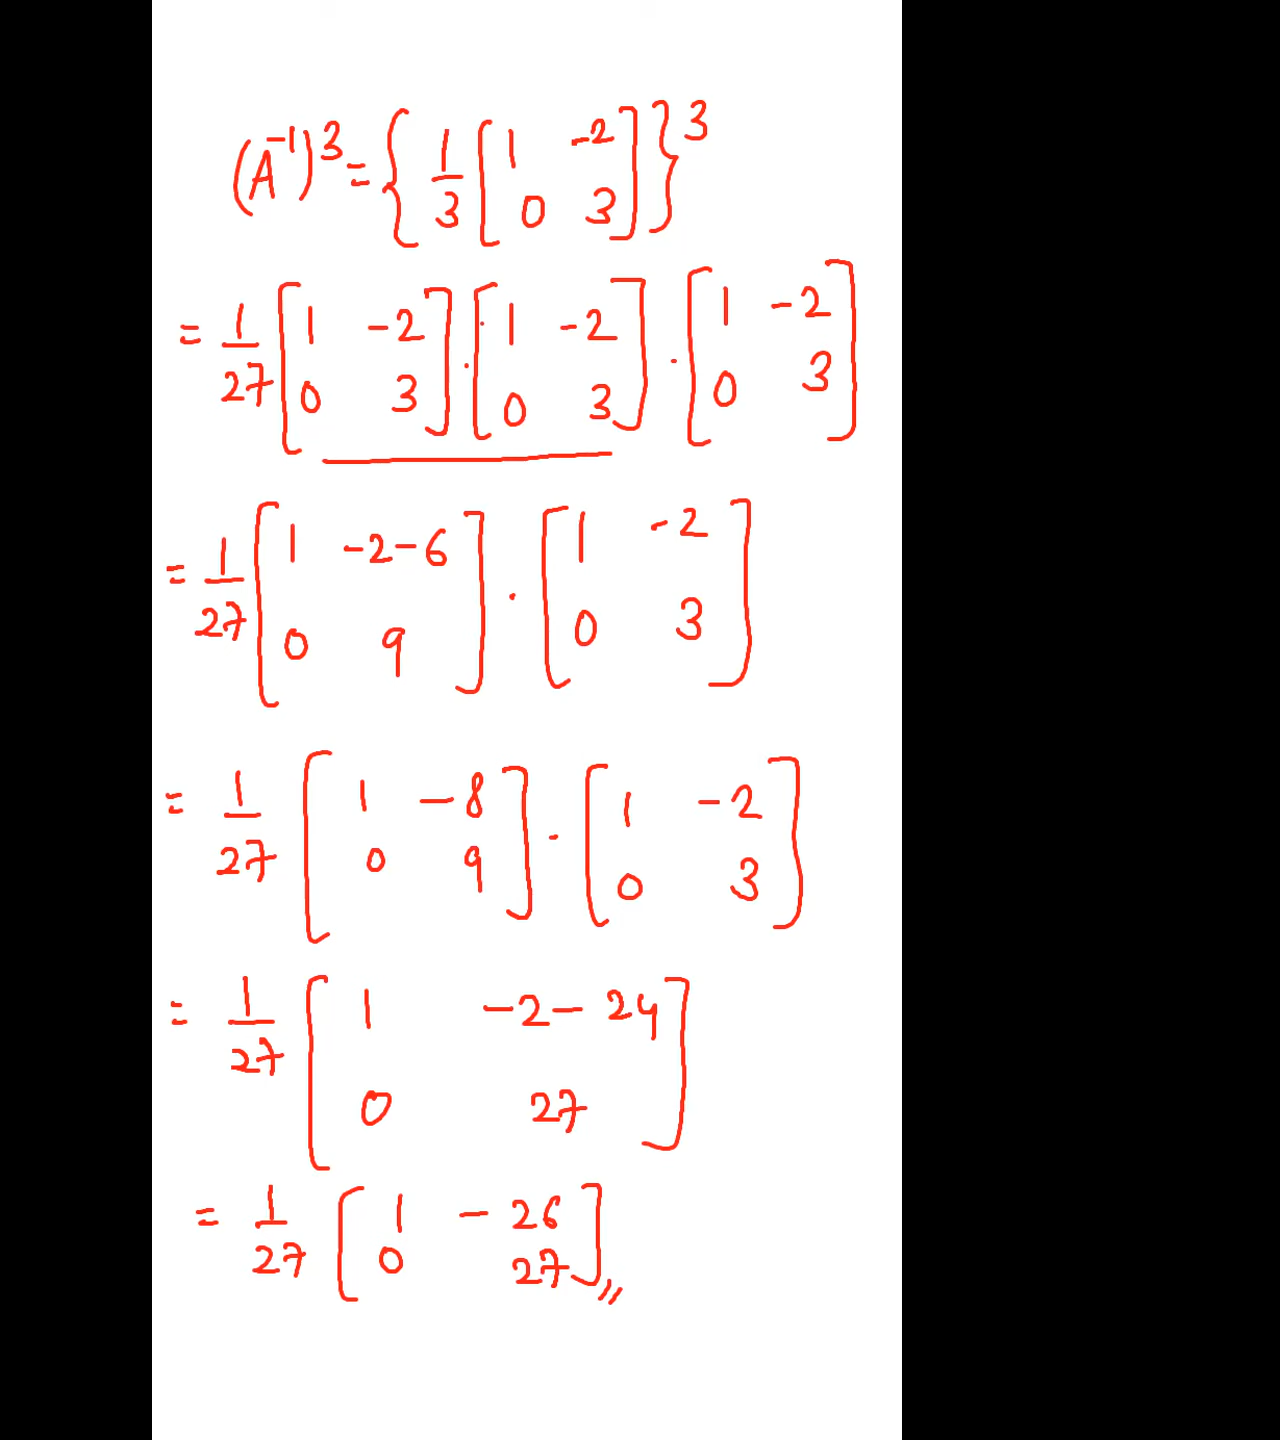 (A⁻¹)³ = { 1/3 [ 1 -2 ; 0 3 ] }³
= 1/27 [ 1 -2 ; 0 3 ] · [ 1 -2 ; 0 3 ] · [ 1 -2 ; 0 3 ]
= 1/27 [ 1 -2-6 ; 0 9 ] · [ 1 -2 ; 0 3 ]
= 1/27 [ 1 -8 ; 0 9 ] · [ 1 -2 ; 0 3 ]
= 1/27 [ 1 -2-24 ; 0 27 ]
= 1/27 [ 1 -26 ; 0 27 ] //